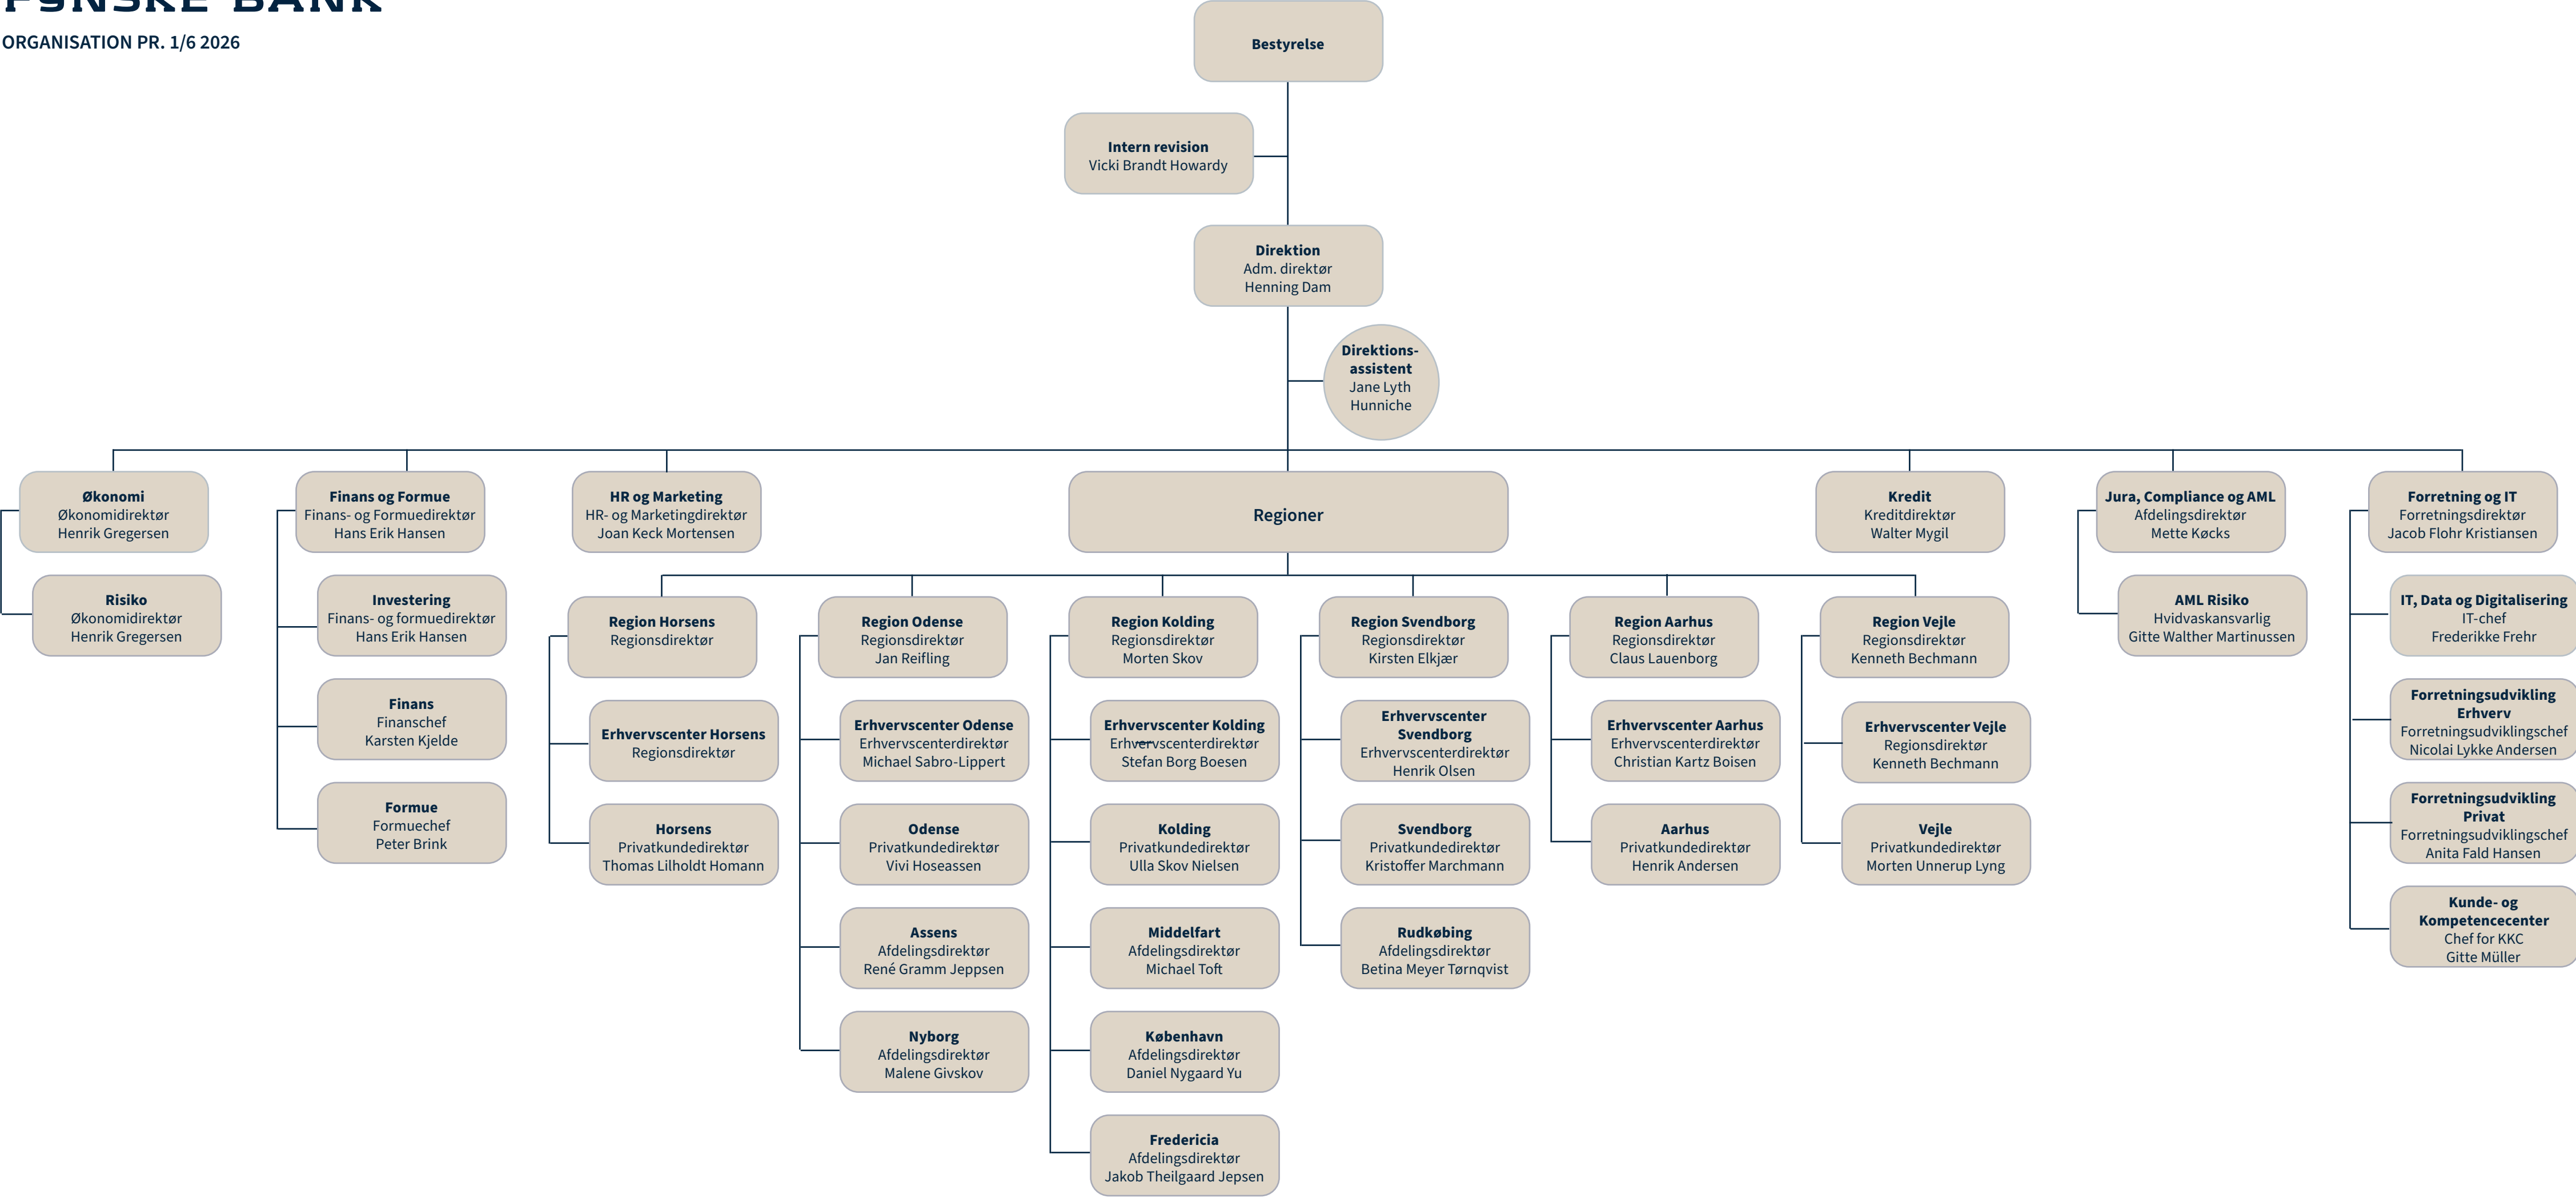 FYNSKE BANK
ORGANISATION PR. 1/6 2026
Bestyrelse
Intern revision
Vicki Brandt Howardy
Direktion
Adm. direktør
Henning Dam
Direktions-
assistent
Jane Lyth
Hunniche
Økonomi
Økonomidirektør
Henrik Gregersen
Risiko
Økonomidirektør
Henrik Gregersen
Finans og Formue
Finans- og Formuedirektør
Hans Erik Hansen
Investering
Finans- og formuedirektør
Hans Erik Hansen
Finans
Finanschef
Karsten Kjelde
Formue
Formuechef
Peter Brink
HR og Marketing
HR- og Marketingdirektør
Joan Keck Mortensen
Regioner
Region Horsens
Regionsdirektør
Erhvervscenter Horsens
Regionsdirektør
Horsens
Privatkundedirektør
Thomas Lilholdt Homann
Region Odense
Regionsdirektør
Jan Reifling
Erhvervscenter Odense
Erhvervscenterdirektør
Michael Sabro-Lippert
Odense
Privatkundedirektør
Vivi Hoseassen
Assens
Afdelingsdirektør
René Gramm Jeppsen
Nyborg
Afdelingsdirektør
Malene Givskov
Region Kolding
Regionsdirektør
Morten Skov
Erhvervscenter Kolding
Erhvervscenterdirektør
Stefan Borg Boesen
Kolding
Privatkundedirektør
Ulla Skov Nielsen
Middelfart
Afdelingsdirektør
Michael Toft
København
Afdelingsdirektør
Daniel Nygaard Yu
Fredericia
Afdelingsdirektør
Jakob Theilgaard Jepsen
Region Svendborg
Regionsdirektør
Kirsten Elkjær
Erhvervscenter
Svendborg
Erhvervscenterdirektør
Henrik Olsen
Svendborg
Privatkundedirektør
Kristoffer Marchmann
Rudkøbing
Afdelingsdirektør
Betina Meyer Tørnqvist
Region Aarhus
Regionsdirektør
Claus Lauenborg
Erhvervscenter Aarhus
Erhvervscenterdirektør
Christian Kartz Boisen
Aarhus
Privatkundedirektør
Henrik Andersen
Region Vejle
Regionsdirektør
Kenneth Bechmann
Erhvervscenter Vejle
Regionsdirektør
Kenneth Bechmann
Vejle
Privatkundedirektør
Morten Unnerup Lyng
Kredit
Kreditdirektør
Walter Mygil
Jura, Compliance og AML
Afdelingsdirektør
Mette Køcks
AML Risiko
Hvidvaskansvarlig
Gitte Walther Martinussen
Forretning og IT
Forretningsdirektør
Jacob Flohr Kristiansen
IT, Data og Digitalisering
IT-chef
Frederikke Frehr
Forretningsudvikling
Erhverv
Forretningsudviklingschef
Nicolai Lykke Andersen
Forretningsudvikling
Privat
Forretningsudviklingschef
Anita Fald Hansen
Kunde- og
Kompetencecenter
Chef for KKC
Gitte Müller